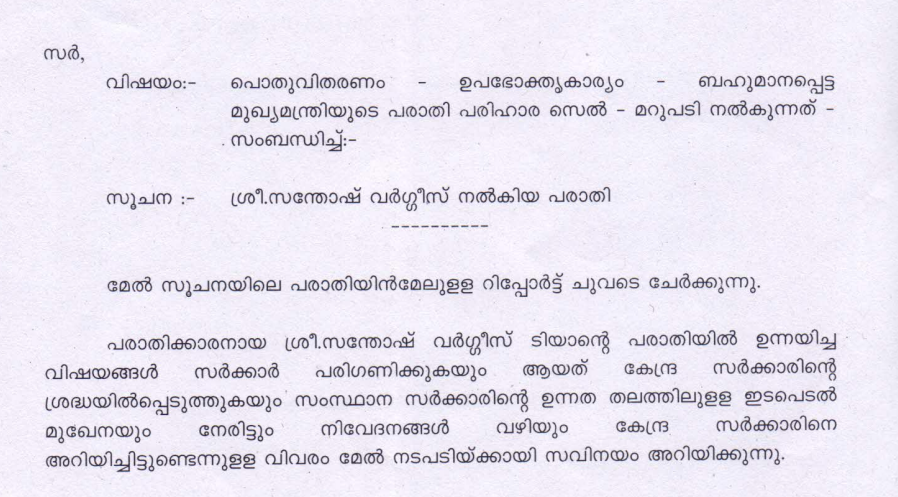 സർ,
വിഷയം:- പൊതുവിതരണം - ഉപഭോക്തൃകാര്യം - ബഹുമാനപ്പെട്ട
മുഖ്യമന്ത്രിയുടെ പരാതി പരിഹാര സെൽ - മറുപടി നൽകുന്നത് -
സംബന്ധിച്ച്:-
സൂചന :- ശ്രീ.സന്തോഷ് വർഗ്ഗീസ് നൽകിയ പരാതി
----------
മേൽ സൂചനയിലെ പരാതിയിൻമേലുളള റിപ്പോർട്ട് ചുവടെ ചേർക്കുന്നു.
പരാതിക്കാരനായ ശ്രീ.സന്തോഷ് വർഗ്ഗീസ് ടിയാന്റെ പരാതിയിൽ ഉന്നയിച്ച
വിഷയങ്ങൾ സർക്കാർ പരിഗണിക്കുകയും ആയത് കേന്ദ്ര സർക്കാരിന്റെ
ശ്രദ്ധയിൽപ്പെടുത്തുകയും സംസ്ഥാന സർക്കാരിന്റെ ഉന്നത തലത്തിലുളള ഇടപെടൽ
മുഖേനയും നേരിട്ടും നിവേദനങ്ങൾ വഴിയും കേന്ദ്ര സർക്കാരിനെ
അറിയിച്ചിട്ടുണ്ടെന്നുളള വിവരം മേൽ നടപടിയ്ക്കായി സവിനയം അറിയിക്കുന്നു.